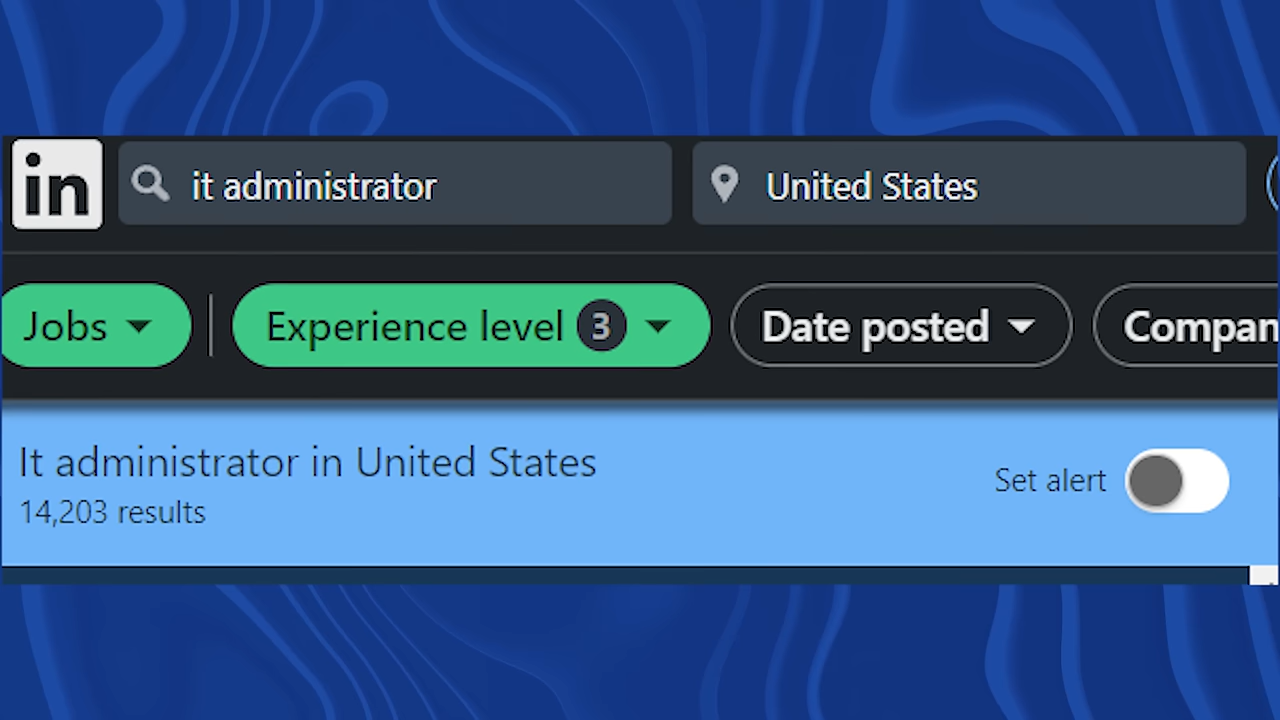 in it administrator United States
Jobs Experience level 3 Date posted Compan
It administrator in United States
14,203 results
Set alert